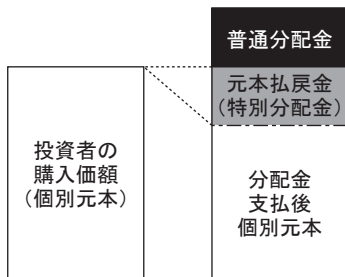 普通分配金
元本払戻金
（特別分配金）
投資者の
購入価額
（個別元本）
分配金
支払後
個別元本